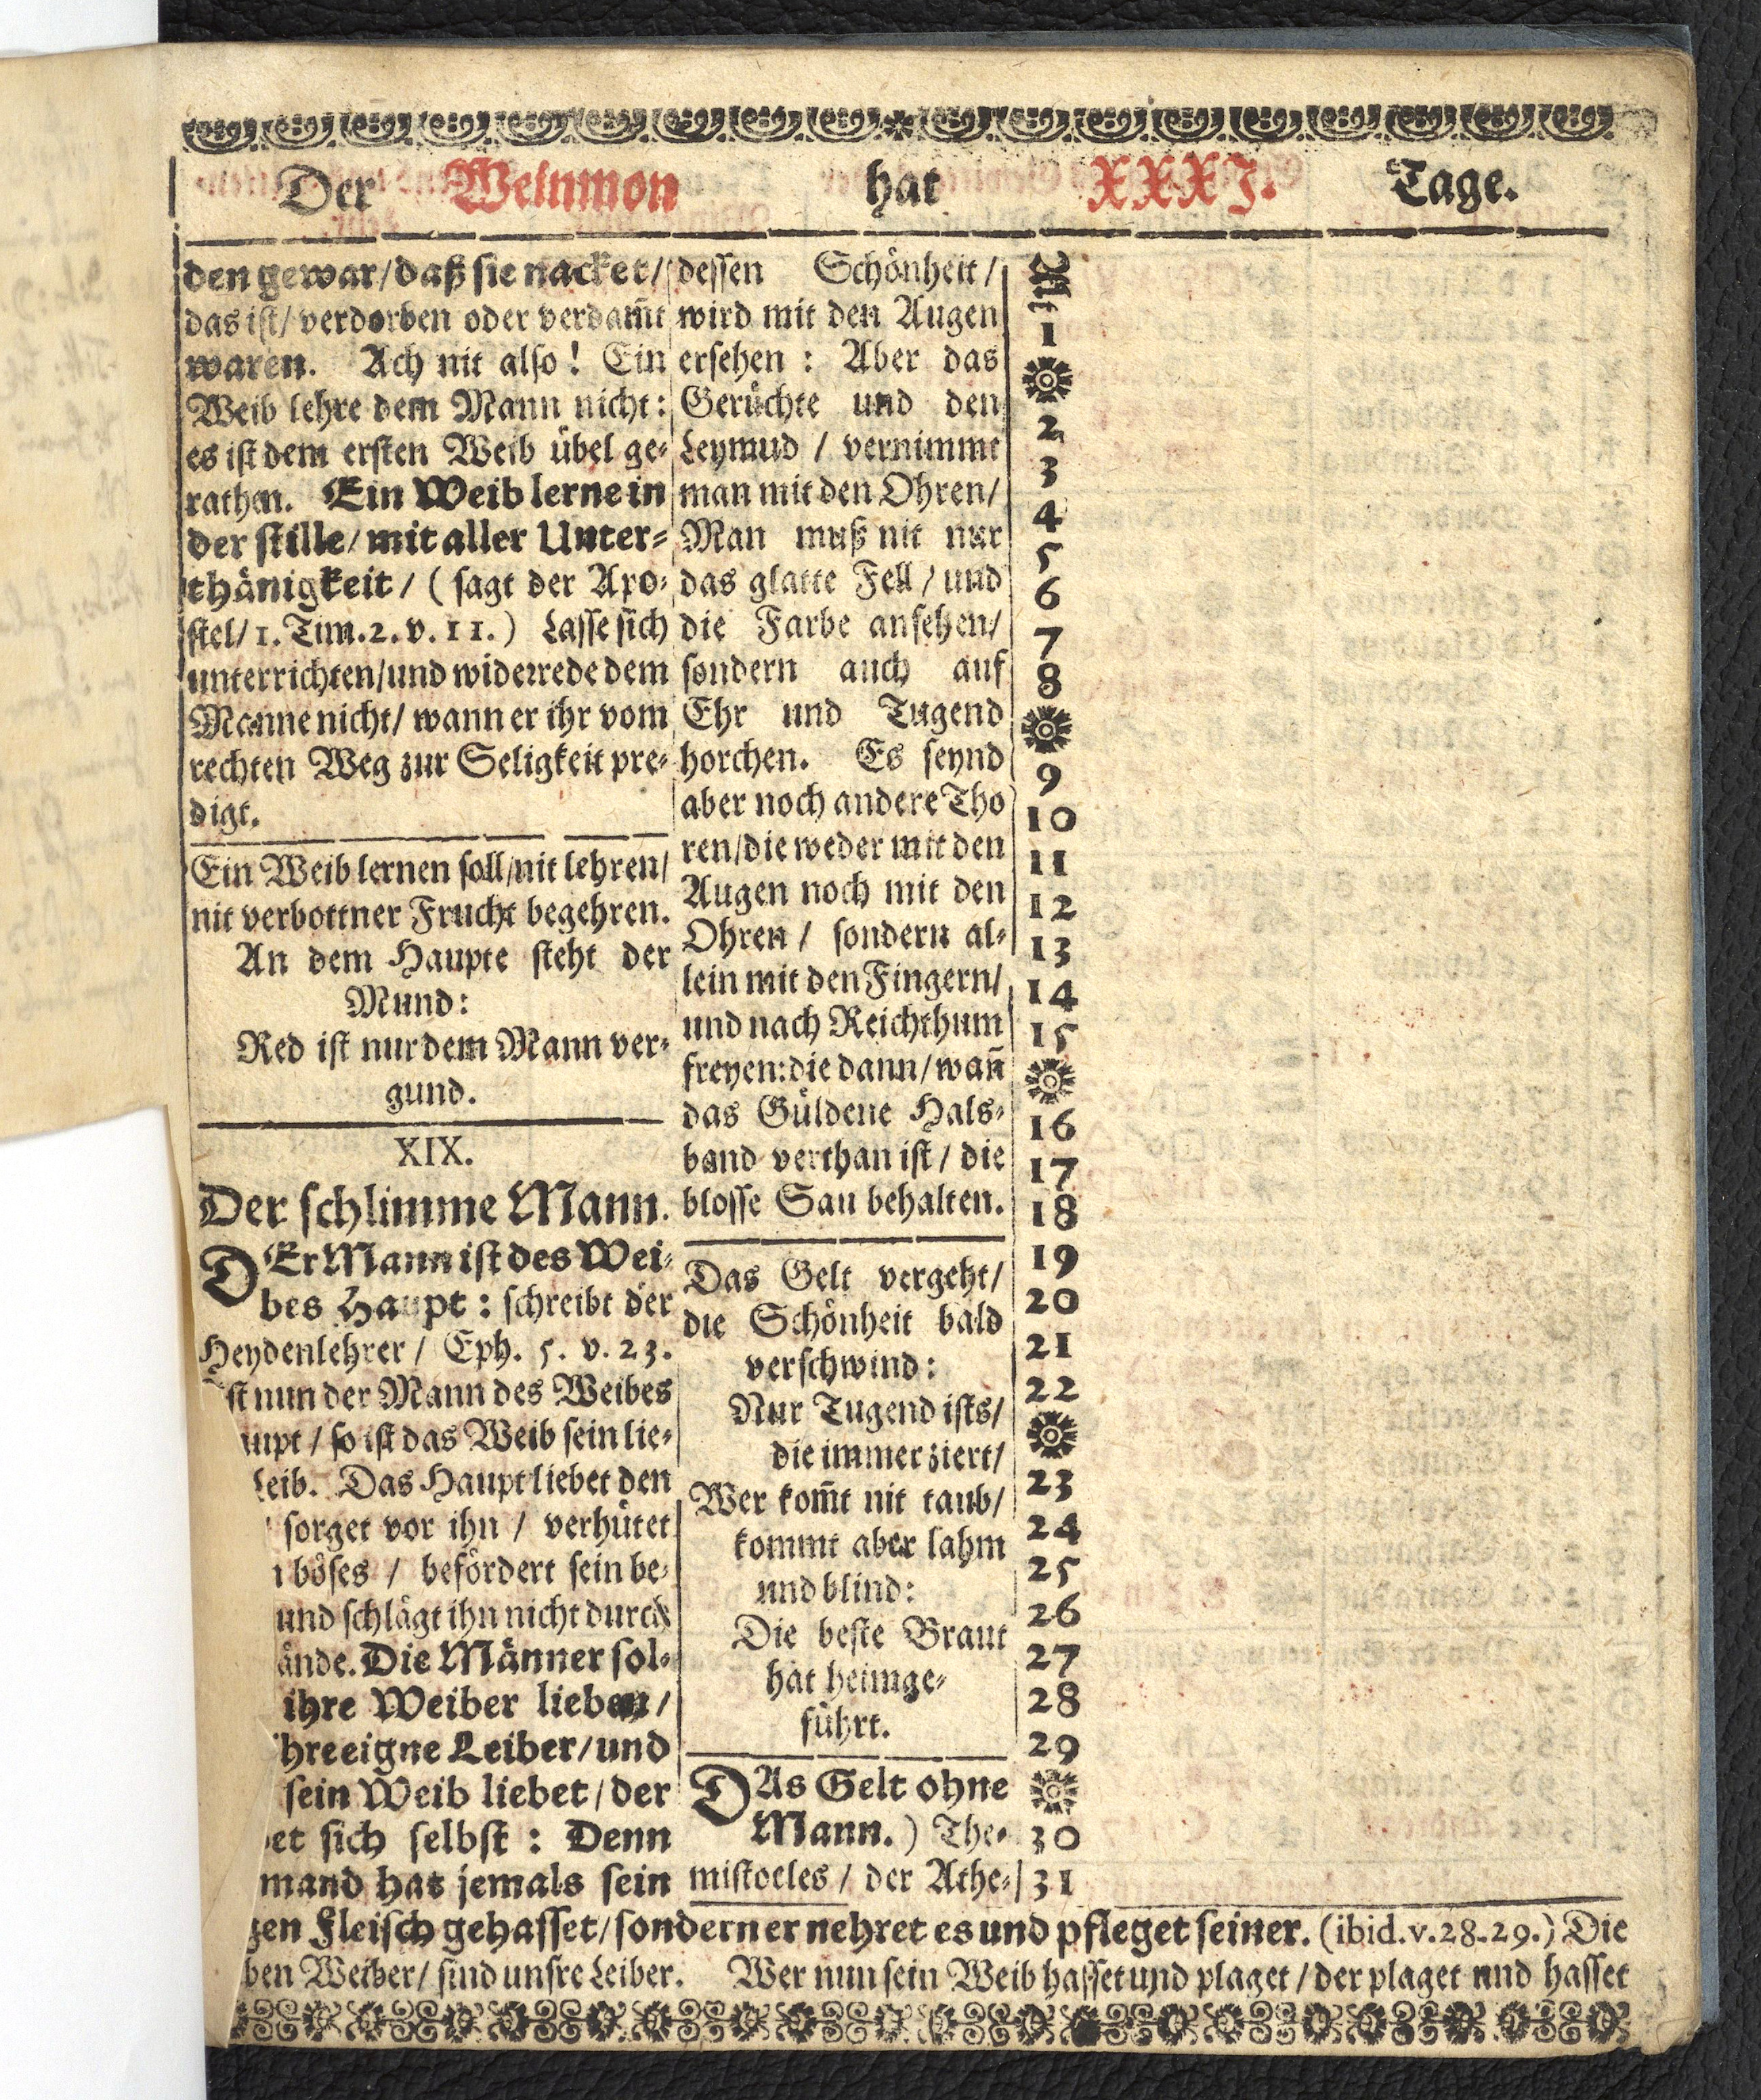 Der Weinmon hat XXXI. Tage.
den gewar/daß sie nacket/
das ist/verdorben oder verdam̃t
waren. Ach nit also! Ein
Weib lehre dem Mann nicht:
es ist dem ersten Weib übel ge-
rathen. Ein Weib lerne in
der stille/mit aller Unter-
thänigkeit/ (sagt der Apo-
stel/1. Tim.2.v.11.) Lasse sich
unterrichten/und widerrede dem
Manne nicht/ wann er ihr vom
rechten Weg zur Seligkeit pre-
digt.
Ein Weib lernen soll/nit lehren/
nit verbottner Frucht begehren.
An dem Haupte steht der
Mund:
Red ist nur dem Mann ver-
gund.
XIX.
Der schlimme Mann.
DEr Mann ist des Wei-
bes Haupt: schreibt der
Heydenlehrer/ Eph. 5. v. 23.
st nun der Mann des Weibes
upt/so ist das Weib sein lie-
Leib. Das Haupt liebet den
sorget vor ihn/ verhütet
böses/ befördert sein be-
und schlägt ihn nicht durch
ände. Die Männer sol-
ihre Weiber lieben/
hre eigne Leiber/und
sein Weib liebet/der
et sich selbst: Denn
mand hat jemals sein
dessen Schönheit/
wird mit den Augen
ersehen: Aber das
Gerüchte und den
Leymud/ vernimmt
man mit den Ohren/
Man muß nit nur
das glatte Fell/und
die Farbe ansehen/
sondern auch auf
Ehr und Tugend
horchen. Es seynd
aber noch andere Tho
ren/die weder mit den
Augen noch mit den
Ohren/ sondern al-
lein mit den Fingern/
und nach Reichthum
freyen:die dann/wañ
das Güldene Hals-
band verthan ist/die
blosse Sau behalten.
Das Gelt vergeht/
die Schönheit bald
verschwind:
Nur Tugend ists/
die immer ziert/
Wer kom̃t nit taub/
kommt aber lahm
und blind:
Die beste Braut
hat heimge-
führt.
DAs Gelt ohne
Mann.) The-
mistocles/ der Athe-
1
2
3
4
5
6
7
8
9
10
11
12
13
14
15
16
17
18
19
20
21
22
23
24
25
26
27
28
29
30
31
gen Fleisch gehasset/sondern er nehret es und pfleget seiner. (ibid.v.28.29.) Die
ben Weiber/sind unsre Leiber. Wer nun sein Weib hasset und plaget/der plaget und hasset